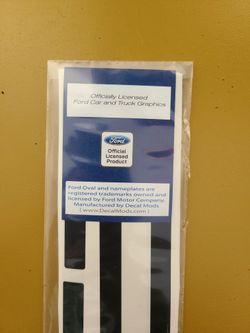 Officially Licensed
Ford Car and Truck Graphics
Ford
Official
Licensed
Product
Ford Oval and nameplates are
registered trademarks owned and
licensed by Ford Motor Company.
Manufactured by Decal Mods
( www.DecalMods.com )